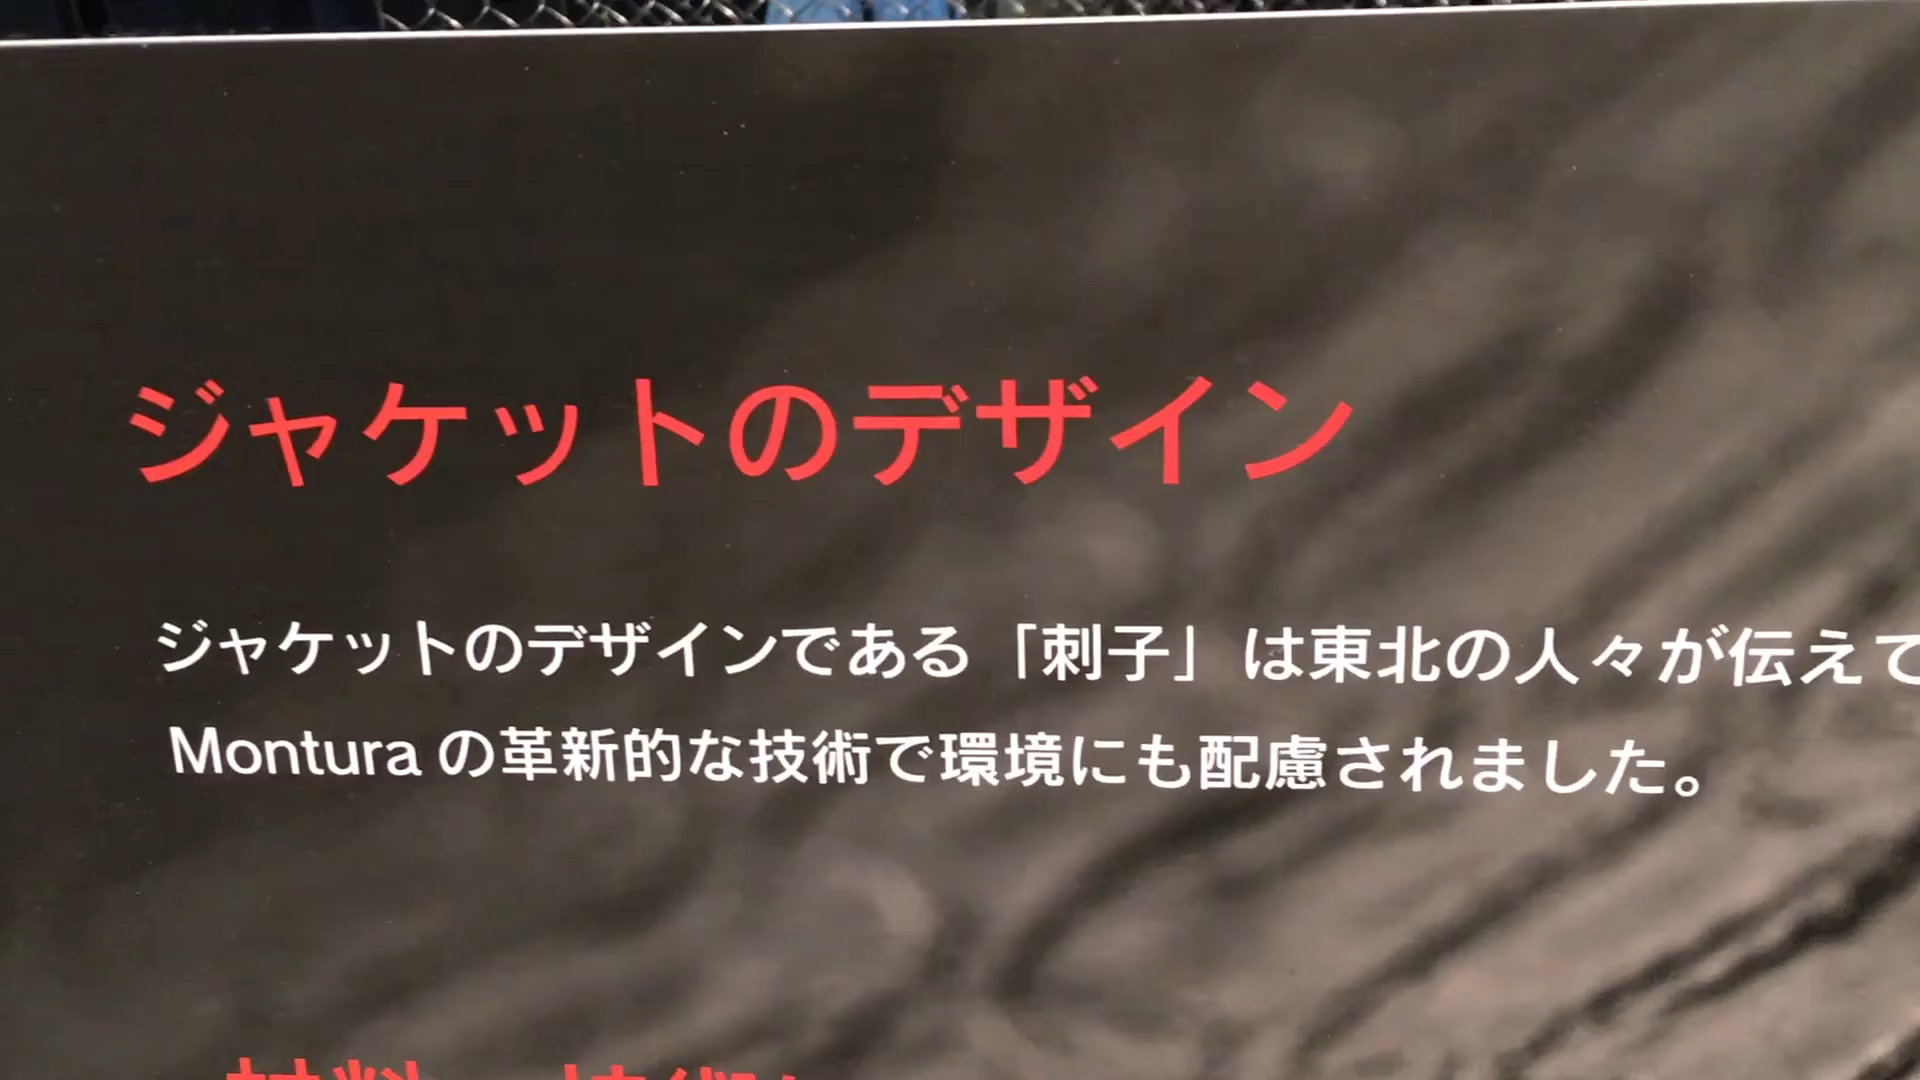 ジャケットのデザイン
ジャケットのデザインである「刺子」は東北の人々が伝えて
Montura の革新的な技術で環境にも配慮されました。